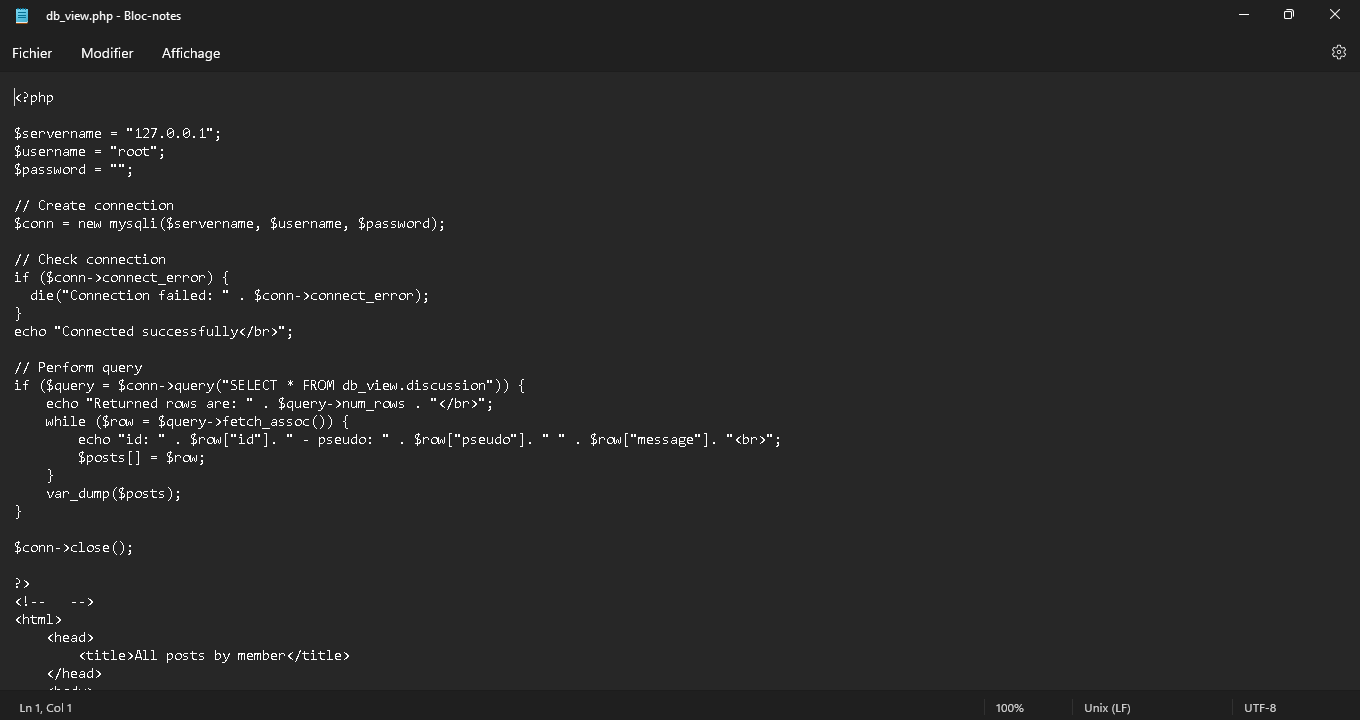 db_view.php - Bloc-notes
Fichier Modifier Affichage
<?php
$servername = "127.0.0.1";
$username = "root";
$password = "";
// Create connection
$conn = new mysqli($servername, $username, $password);
// Check connection
if ($conn->connect_error) {
  die("Connection failed: " . $conn->connect_error);
}
echo "Connected successfully</br>";
// Perform query
if ($query = $conn->query("SELECT * FROM db_view.discussion")) {
    echo "Returned rows are: " . $query->num_rows . "</br>";
    while ($row = $query->fetch_assoc()) {
        echo "id: " . $row["id"]. " - pseudo: " . $row["pseudo"]. " " . $row["message"]. "<br>";
        $posts[] = $row;
    }
    var_dump($posts);
}
$conn->close();
?>
<!--   -->
<html>
    <head>
        <title>All posts by member</title>
    </head>
    <body>
Ln 1, Col 1 100% Unix (LF) UTF-8